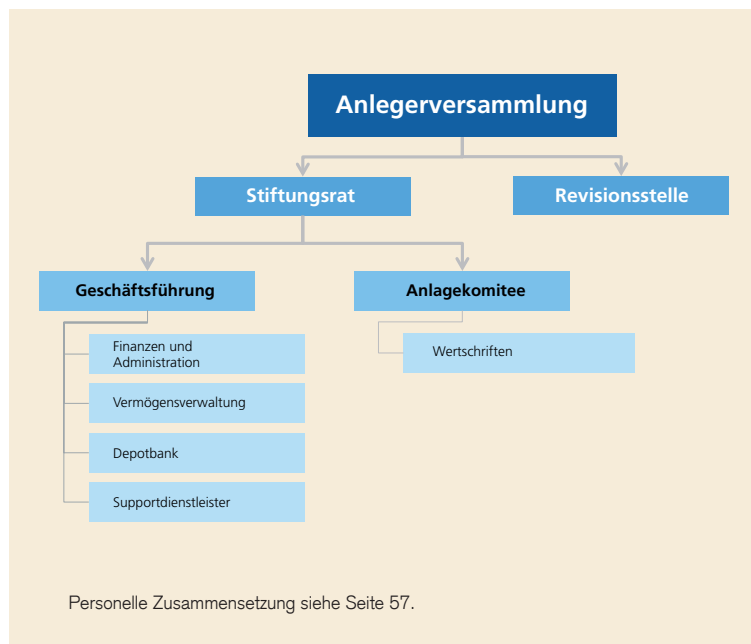 Anlegerversammlung
Stiftungsrat
Revisionsstelle
Geschäftsführung
Anlagekomitee
Finanzen und
Administration
Wertschriften
Vermögensverwaltung
Depotbank
Supportdienstleister
Personelle Zusammensetzung siehe Seite 57.